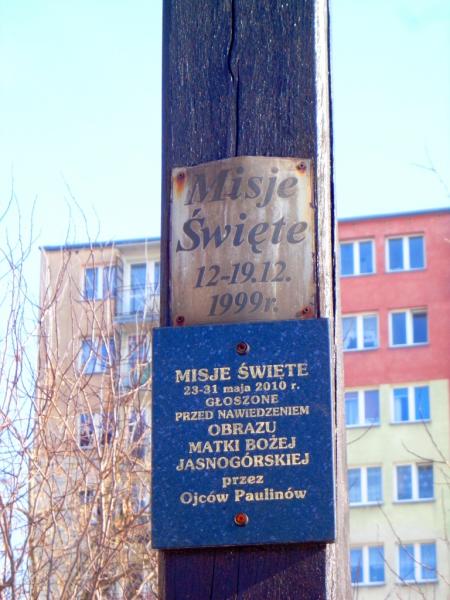 Misje
Święte
12-19.12.
1999r.
MISJE ŚWIĘTE
23-31 maja 2010 r.
GŁOSZONE
PRZED NAWIEDZENIEM
OBRAZU
MATKI BOŻEJ
JASNOGÓRSKIEJ
przez
Ojców Paulinów